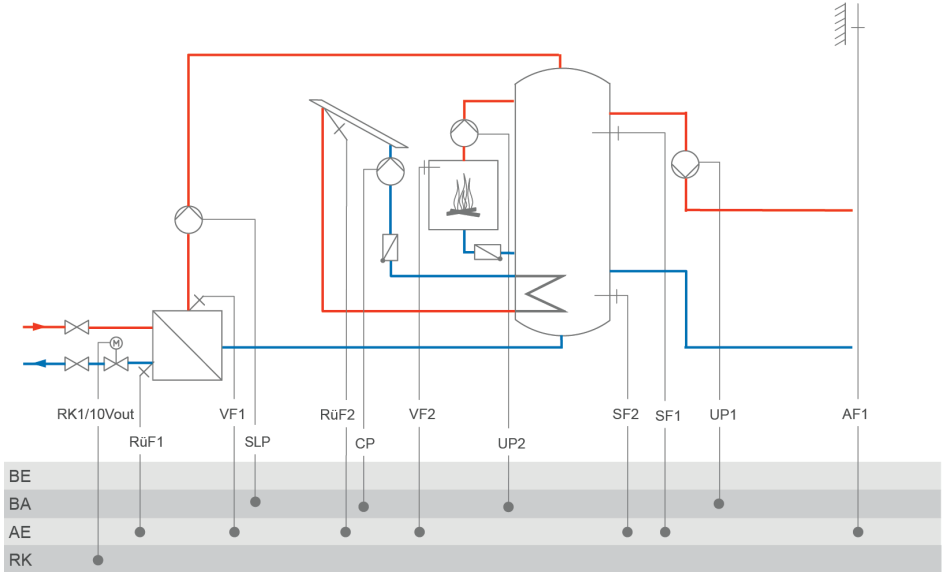 M
RK1/10Vout
VF1
RüF2
VF2
SF2
SF1
UP1
AF1
RüF1
SLP
CP
UP2
BE
BA
AE
RK